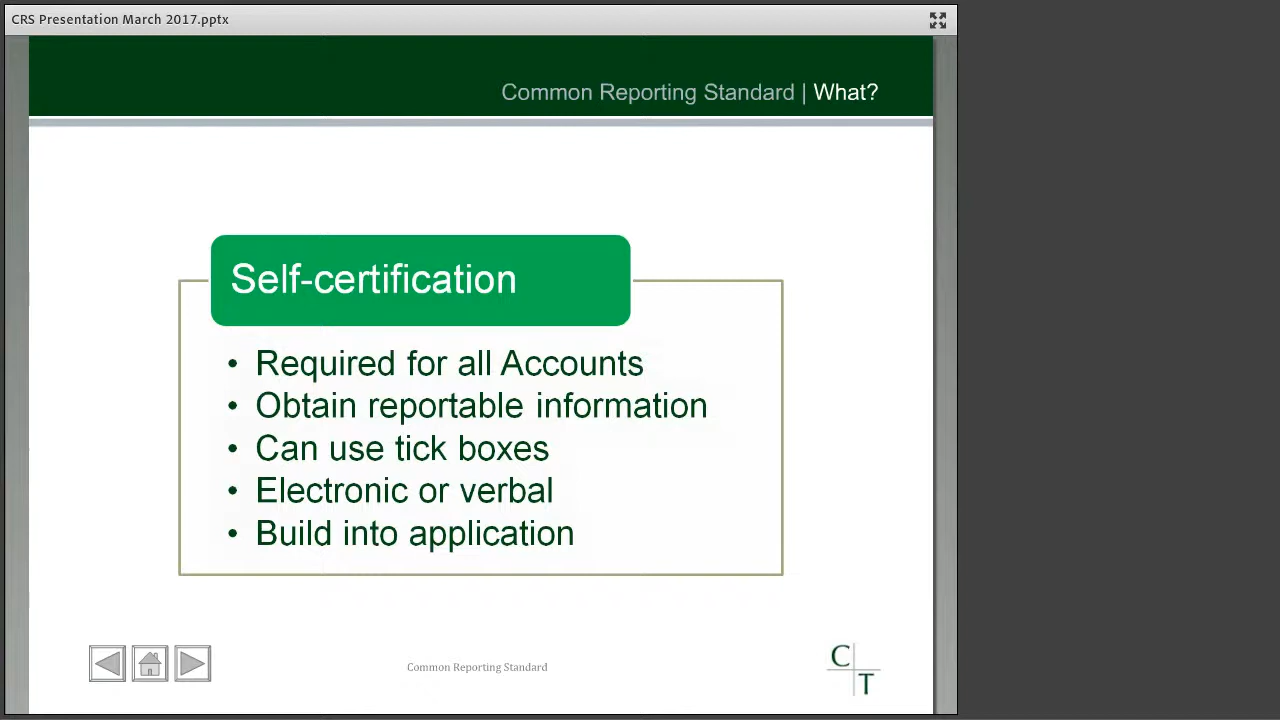 CRS Presentation March 2017.pptx
Common Reporting Standard | What?
Self-certification
• Required for all Accounts
• Obtain reportable information
• Can use tick boxes
• Electronic or verbal
• Build into application
Common Reporting Standard
C
T